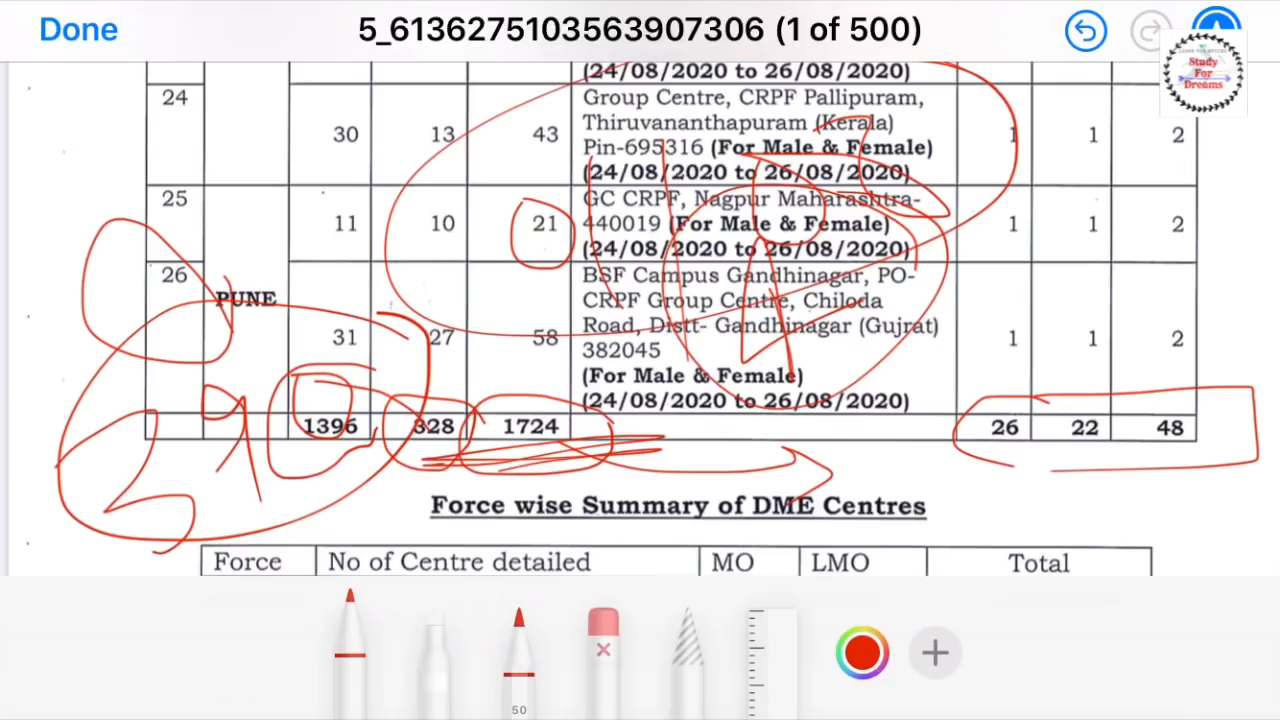 Done
5_6136275103563907306 (1 of 500)
Study
For
Dreams
(24/08/2020 to 26/08/2020)
24
30 13 43
Group Centre, CRPF Pallipuram,
Thiruvananthapuram (Kerala)
Pin-695316 (For Male & Female)
(24/08/2020 to 26/08/2020)
1 1 2
25
11 10 21
GC CRPF, Nagpur Maharashtra-
440019 (For Male & Female)
(24/08/2020 to 26/08/2020)
1 1 2
26
PUNE
31 27 58
BSF Campus Gandhinagar, PO-
CRPF Group Centre, Chiloda
Road, Distt- Gandhinagar (Gujrat)
382045
(For Male & Female)
(24/08/2020 to 26/08/2020)
1 1 2
1396 328 1724 26 22 48
Force wise Summary of DME Centres
Force No of Centre detailed MO LMO Total
50